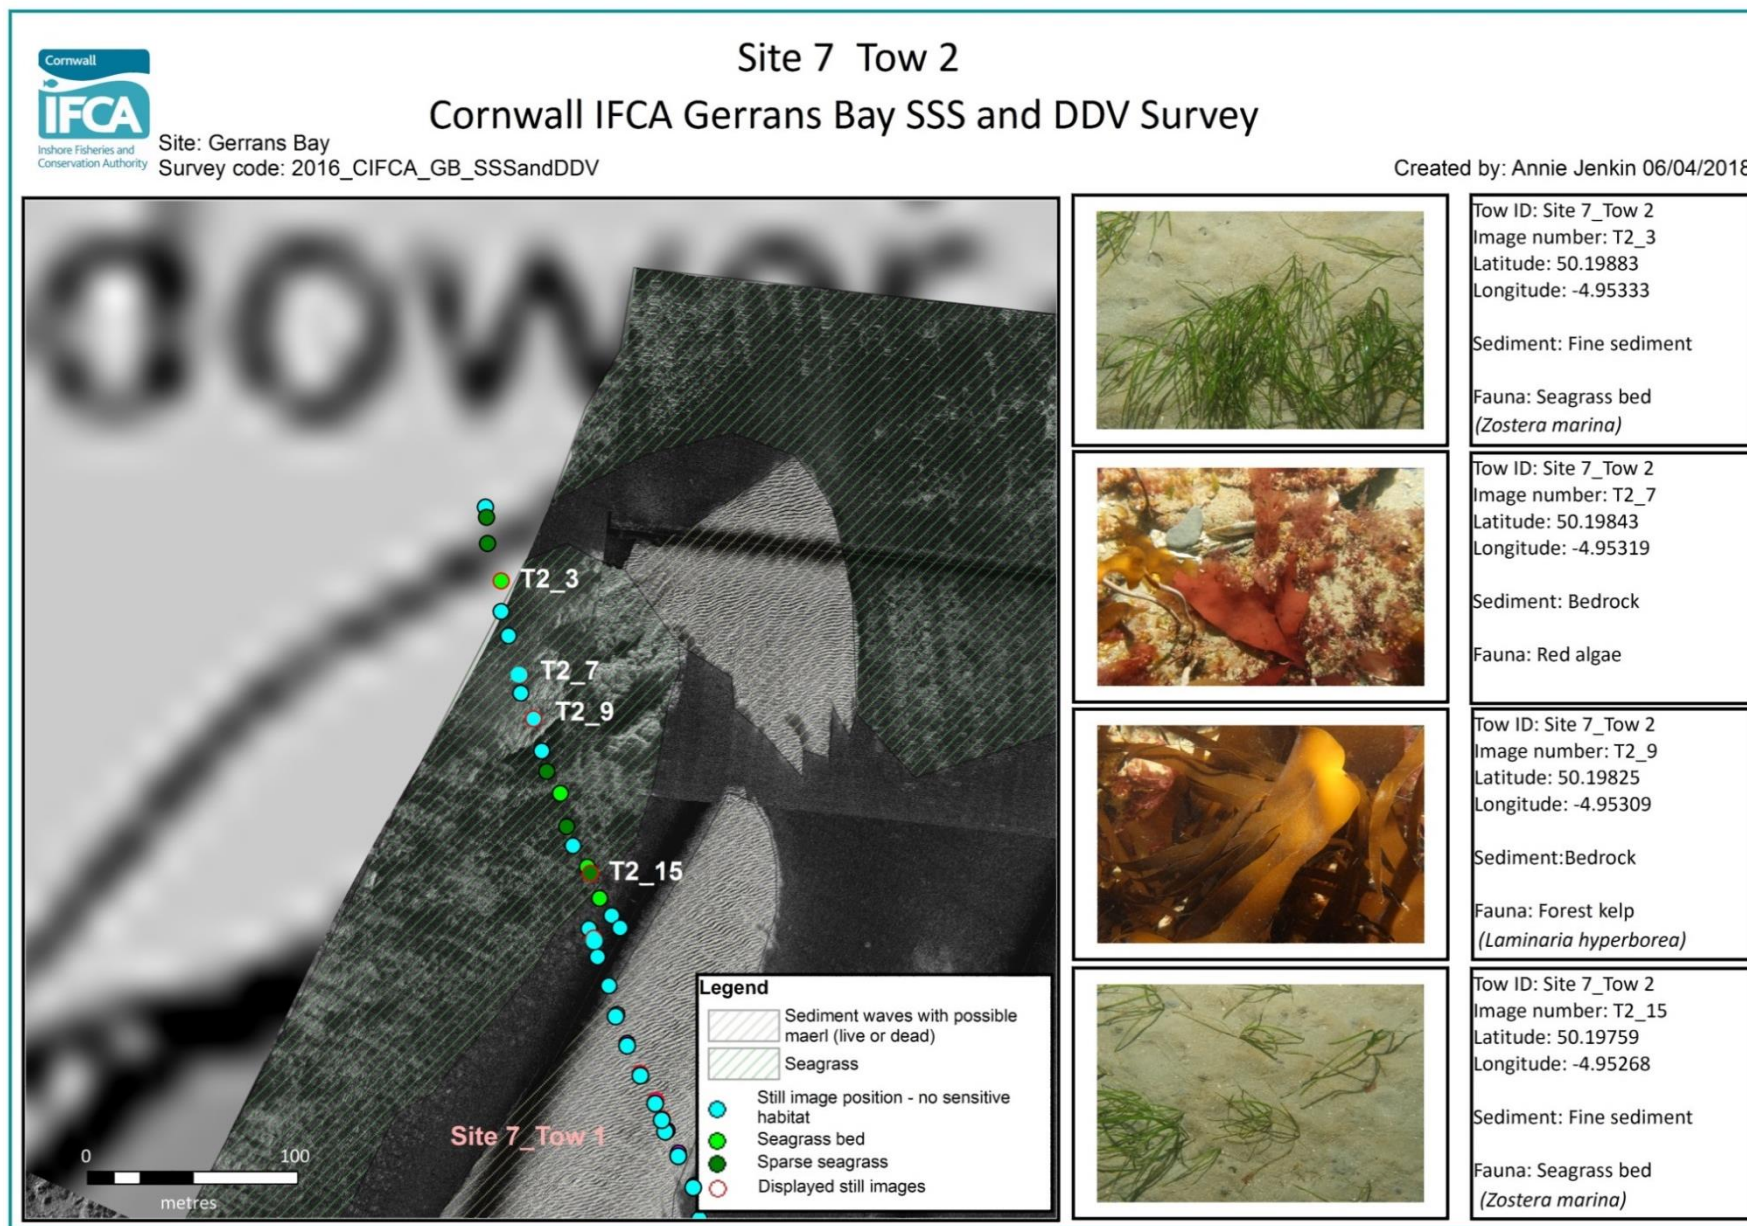 Cornwall
IFCA
Inshore Fisheries and
Conservation Authority
Site 7 Tow 2
Cornwall IFCA Gerrans Bay SSS and DDV Survey
Site: Gerrans Bay
Survey code: 2016_CIFCA_GB_SSSandDDV
Created by: Annie Jenkin 06/04/2018
T2_3
T2_7
T2_9
T2_15
Site 7_Tow 1
0 100
metres
Legend
Sediment waves with possible
maerl (live or dead)
Seagrass
Still image position - no sensitive
habitat
Seagrass bed
Sparse seagrass
Displayed still images
Tow ID: Site 7_Tow 2
Image number: T2_3
Latitude: 50.19883
Longitude: -4.95333
Sediment: Fine sediment
Fauna: Seagrass bed
(Zostera marina)
Tow ID: Site 7_Tow 2
Image number: T2_7
Latitude: 50.19843
Longitude: -4.95319
Sediment: Bedrock
Fauna: Red algae
Tow ID: Site 7_Tow 2
Image number: T2_9
Latitude: 50.19825
Longitude: -4.95309
Sediment:Bedrock
Fauna: Forest kelp
(Laminaria hyperborea)
Tow ID: Site 7_Tow 2
Image number: T2_15
Latitude: 50.19759
Longitude: -4.95268
Sediment: Fine sediment
Fauna: Seagrass bed
(Zostera marina)